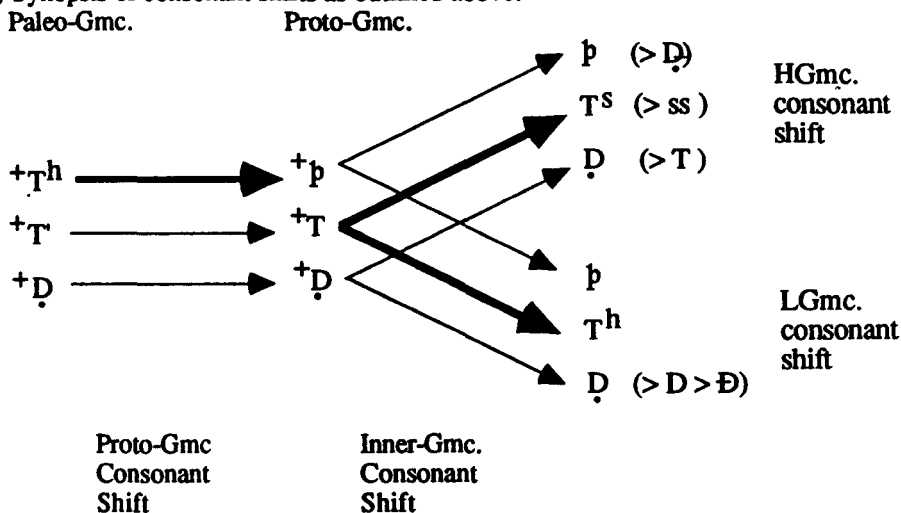 Synopsis of consonant shifts as outlined above.
Paleo-Gmc. Proto-Gmc.
þ (> Ḍ)
Tˢ (> ss )
Ḍ (> T )
HGmc.
consonant
shift
⁺Tʰ ⁺þ
⁺T' ⁺T
⁺Ḍ ⁺Ḍ
þ
Tʰ
Ḍ (> D > Ð)
LGmc.
consonant
shift
Proto-Gmc
Consonant
Shift
Inner-Gmc.
Consonant
Shift